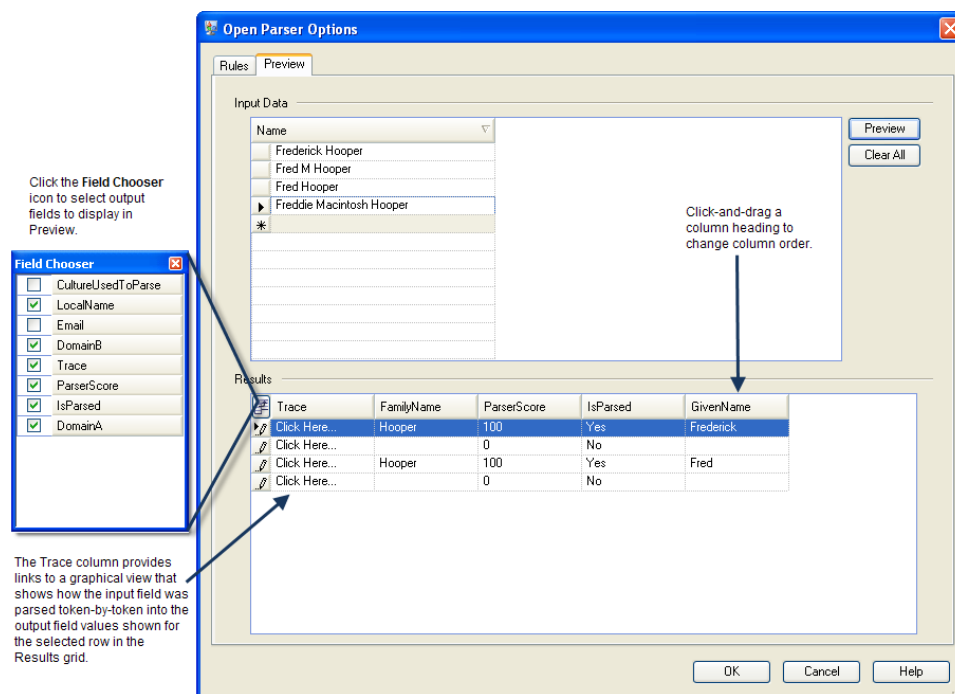 Open Parser Options
Rules
Preview
Input Data
Name
Frederick Hooper
Fred M Hooper
Fred Hooper
Freddie Macintosh Hooper
Preview
Clear All
Click the Field Chooser
icon to select output
fields to display in
Preview.
Click-and-drag a
column heading to
change column order.
Field Chooser
CultureUsedToParse
LocalName
Email
DomainB
Trace
ParserScore
IsParsed
DomainA
Results
Trace FamilyName ParserScore IsParsed GivenName
Click Here... Hooper 100 Yes Frederick
Click Here... 0 No
Click Here... Hooper 100 Yes Fred
Click Here... 0 No
The Trace column provides
links to a graphical view that
shows how the input field was
parsed token-by-token into the
output field values shown for
the selected row in the
Results grid.
OK
Cancel
Help